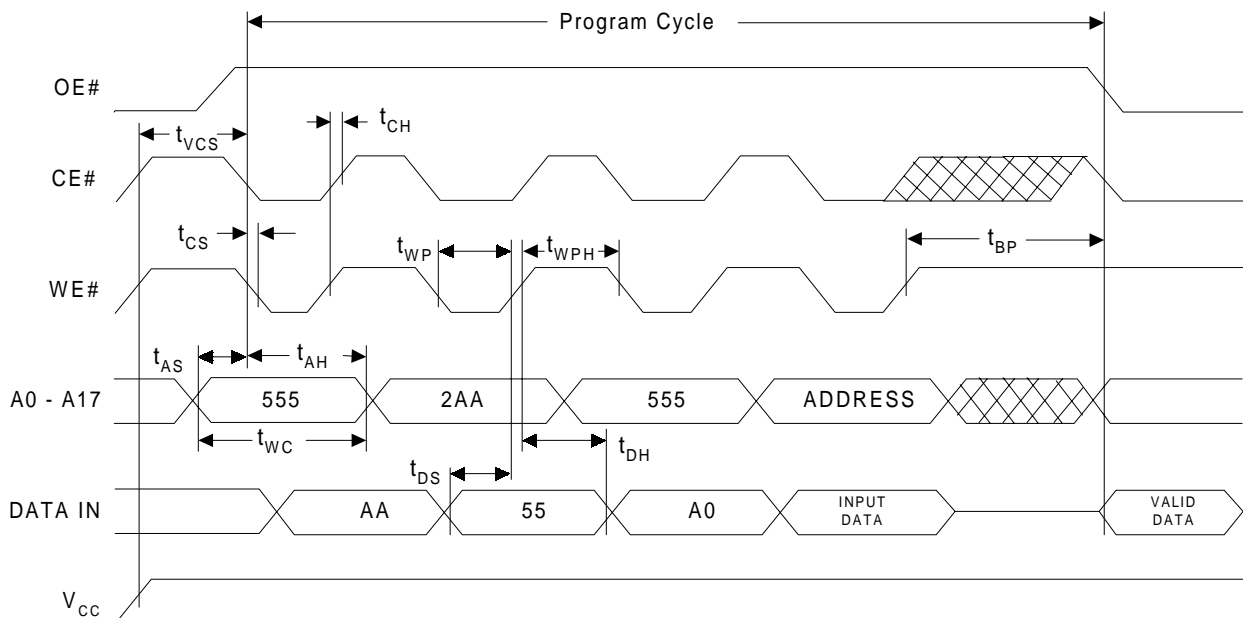 Program Cycle
OE#
tVCS
tCH
CE#
tCS
tWP
tWPH
tBP
WE#
tAS
tAH
A0 - A17
555
2AA
555
ADDRESS
tWC
tDH
tDS
DATA IN
AA
55
A0
INPUT
DATA
VALID
DATA
VCC